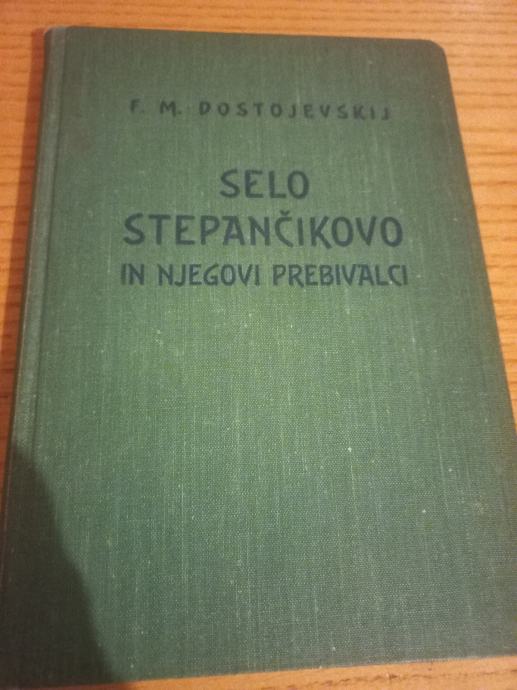 F. M. DOSTOJEVSKIJ
SELO
STEPANČIKOVO
IN NJEGOVI PREBIVALCI